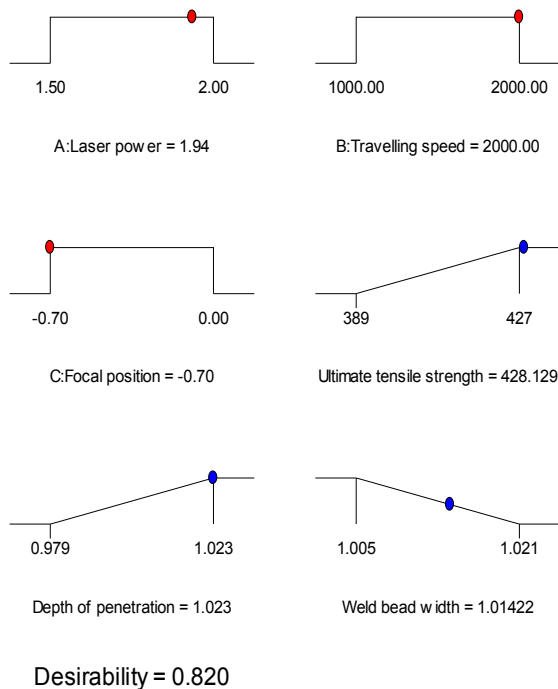 1.50 2.00 1000.00 2000.00
A:Laser power = 1.94 B:Travelling speed = 2000.00
-0.70 0.00 389 427
C:Focal position = -0.70 Ultimate tensile strength = 428.129
0.979 1.023 1.005 1.021
Depth of penetration = 1.023 Weld bead width = 1.01422
Desirability = 0.820